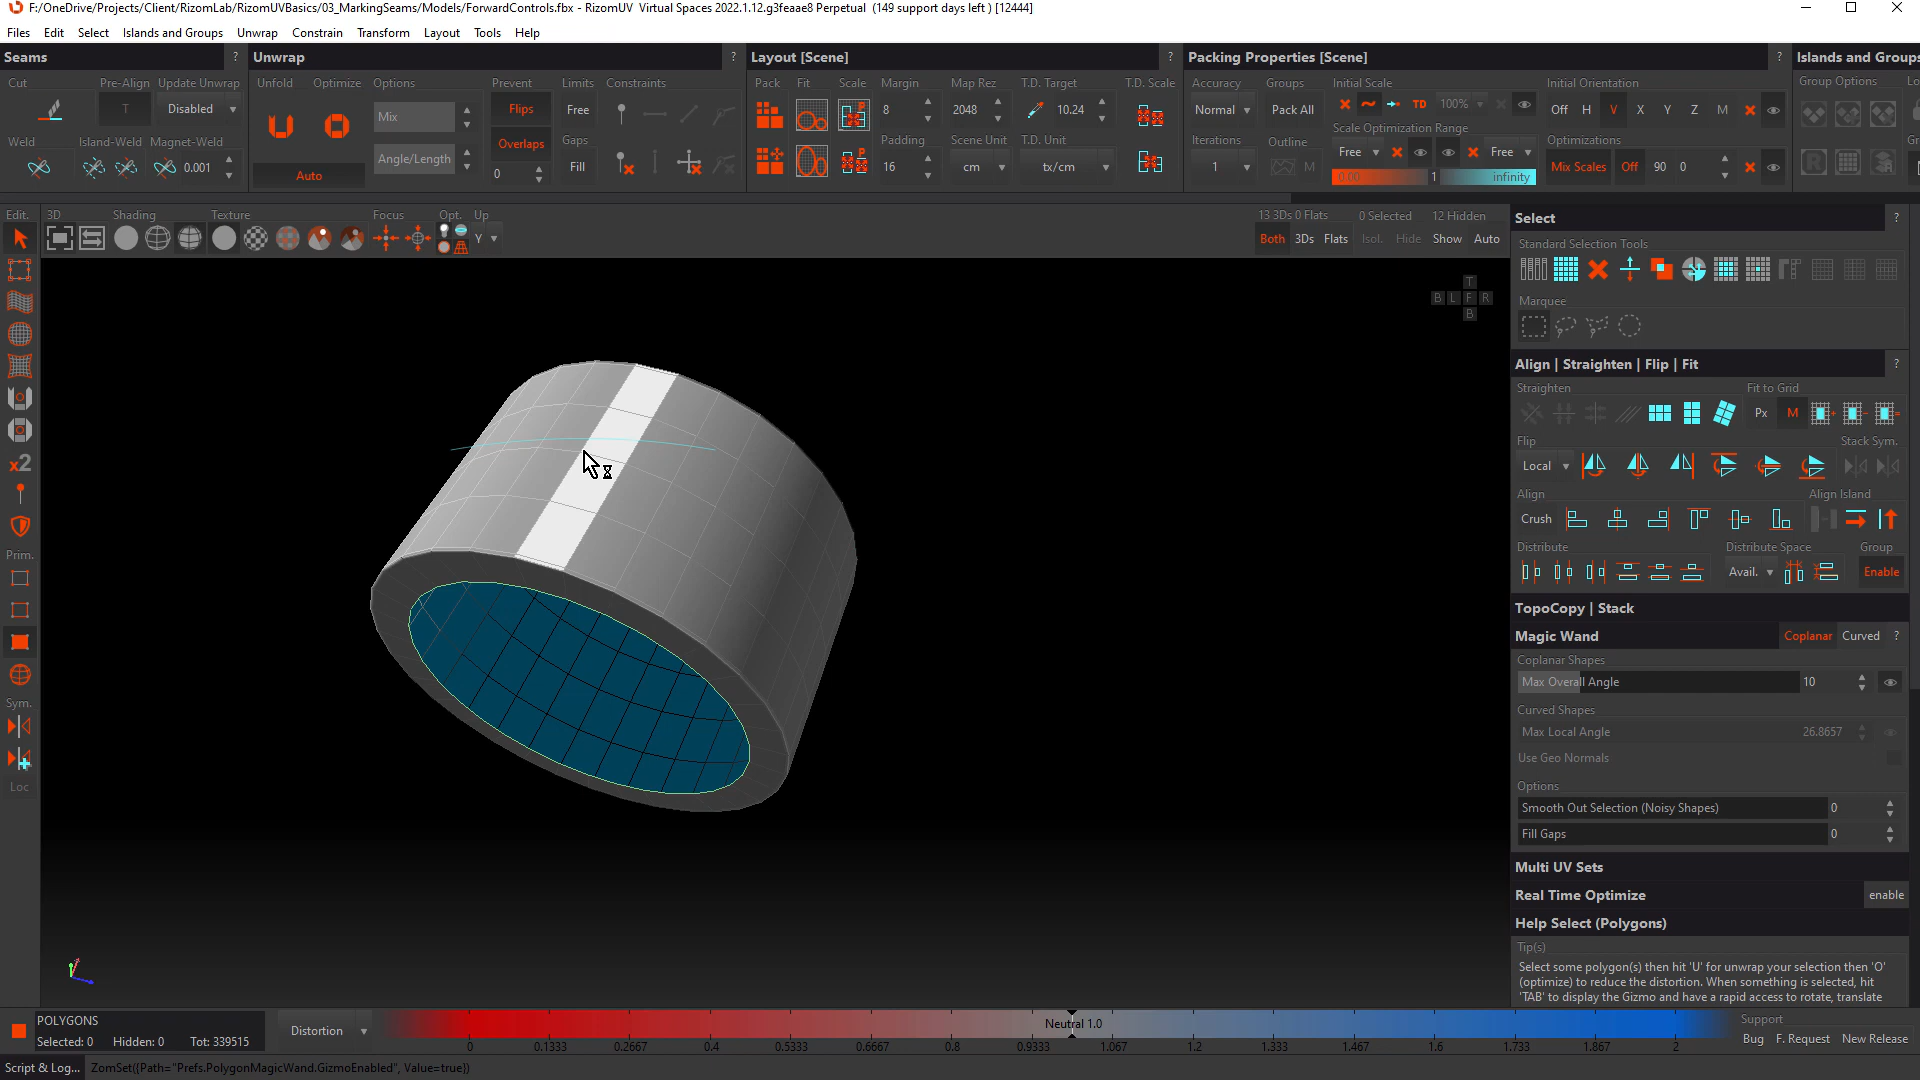 F:/OneDrive/Projects/Client/RizomLab/RizomUVBasics/03_MarkingSeams/Models/ForwardControls.fbx - RizomUV Virtual Spaces 2022.1.12.g3feaae8 Perpetual (149 support days left ) [12444]
Files Edit Select Islands and Groups Unwrap Constrain Transform Layout Tools Help
Seams ? Unwrap ? Layout [Scene] ? Packing Properties [Scene] ? Islands and Groups
Cut Pre-Align Update Unwrap Unfold Optimize Options Prevent Limits Constraints Pack Fit Scale Margin Map Rez T.D. Target T.D. Scale Accuracy Groups Initial Scale Initial Orientation Group Options
T Disabled Mix Flips Free 8 2048 10.24 Normal Pack All TD 100% Off H V X Y Z M
Weld Island-Weld Magnet-Weld Overlaps Gaps Padding Scene Unit T.D. Unit Iterations Outline Scale Optimization Range Optimizations
0.001 Auto Angle/Length 0 Fill 16 cm tx/cm 1 M Free Free Mix Scales Off 90 0
0.00 1 infinity
Edit. 3D Shading Texture Focus Opt. Up 13 3Ds 0 Flats 0 Selected 12 Hidden
Y Both 3Ds Flats Isol. Hide Show Auto
T
B L F R
B
x2
Prim.
Sym.
Loc
Select ?
Standard Selection Tools
Marquee
Align | Straighten | Flip | Fit ?
Straighten Fit to Grid
Px M
Flip Stack Sym.
Local
Align Align Island
Crush
Distribute Distribute Space Group
Avail. Enable
TopoCopy | Stack
Magic Wand Coplanar Curved ?
Coplanar Shapes
Max Overall Angle 10
Curved Shapes
Max Local Angle 26.8657
Use Geo Normals
Options
Smooth Out Selection (Noisy Shapes) 0
Fill Gaps 0
Multi UV Sets
Real Time Optimize enable
Help Select (Polygons)
Tip(s)
Select some polygon(s) then hit 'U' for unwrap your selection then 'O'
(optimize) to reduce the distortion. When something is selected, hit
'TAB' to display the Gizmo and have a rapid access to rotate, translate
POLYGONS
Selected: 0 Hidden: 0 Tot: 339515
Distortion
Neutral 1.0
0 0.1333 0.2667 0.4 0.5333 0.6667 0.8 0.9333 1.067 1.2 1.333 1.467 1.6 1.733 1.867 2
Support
Bug F. Request New Release
Script & Log... ZomSet({Path="Prefs.PolygonMagicWand.GizmoEnabled", Value=true})